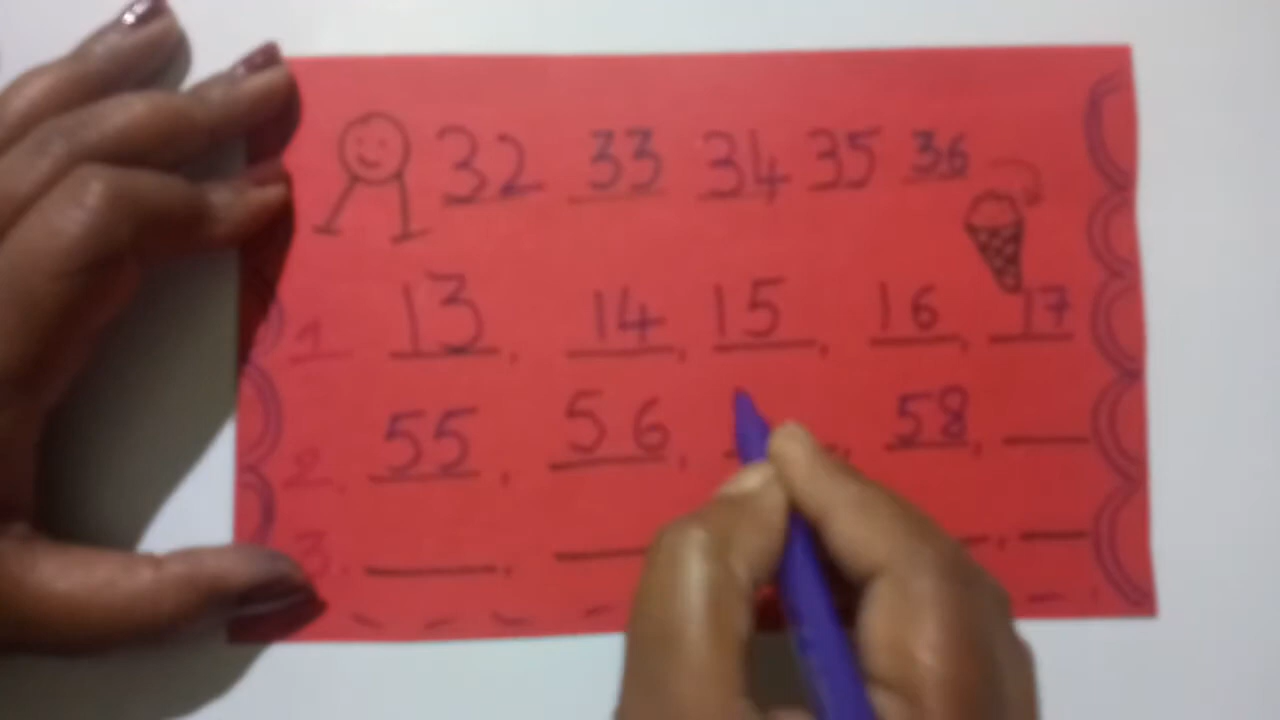 32 33 34 35 36
1. 13, 14, 15, 16, 17
2. 55, 56, 58,
3.